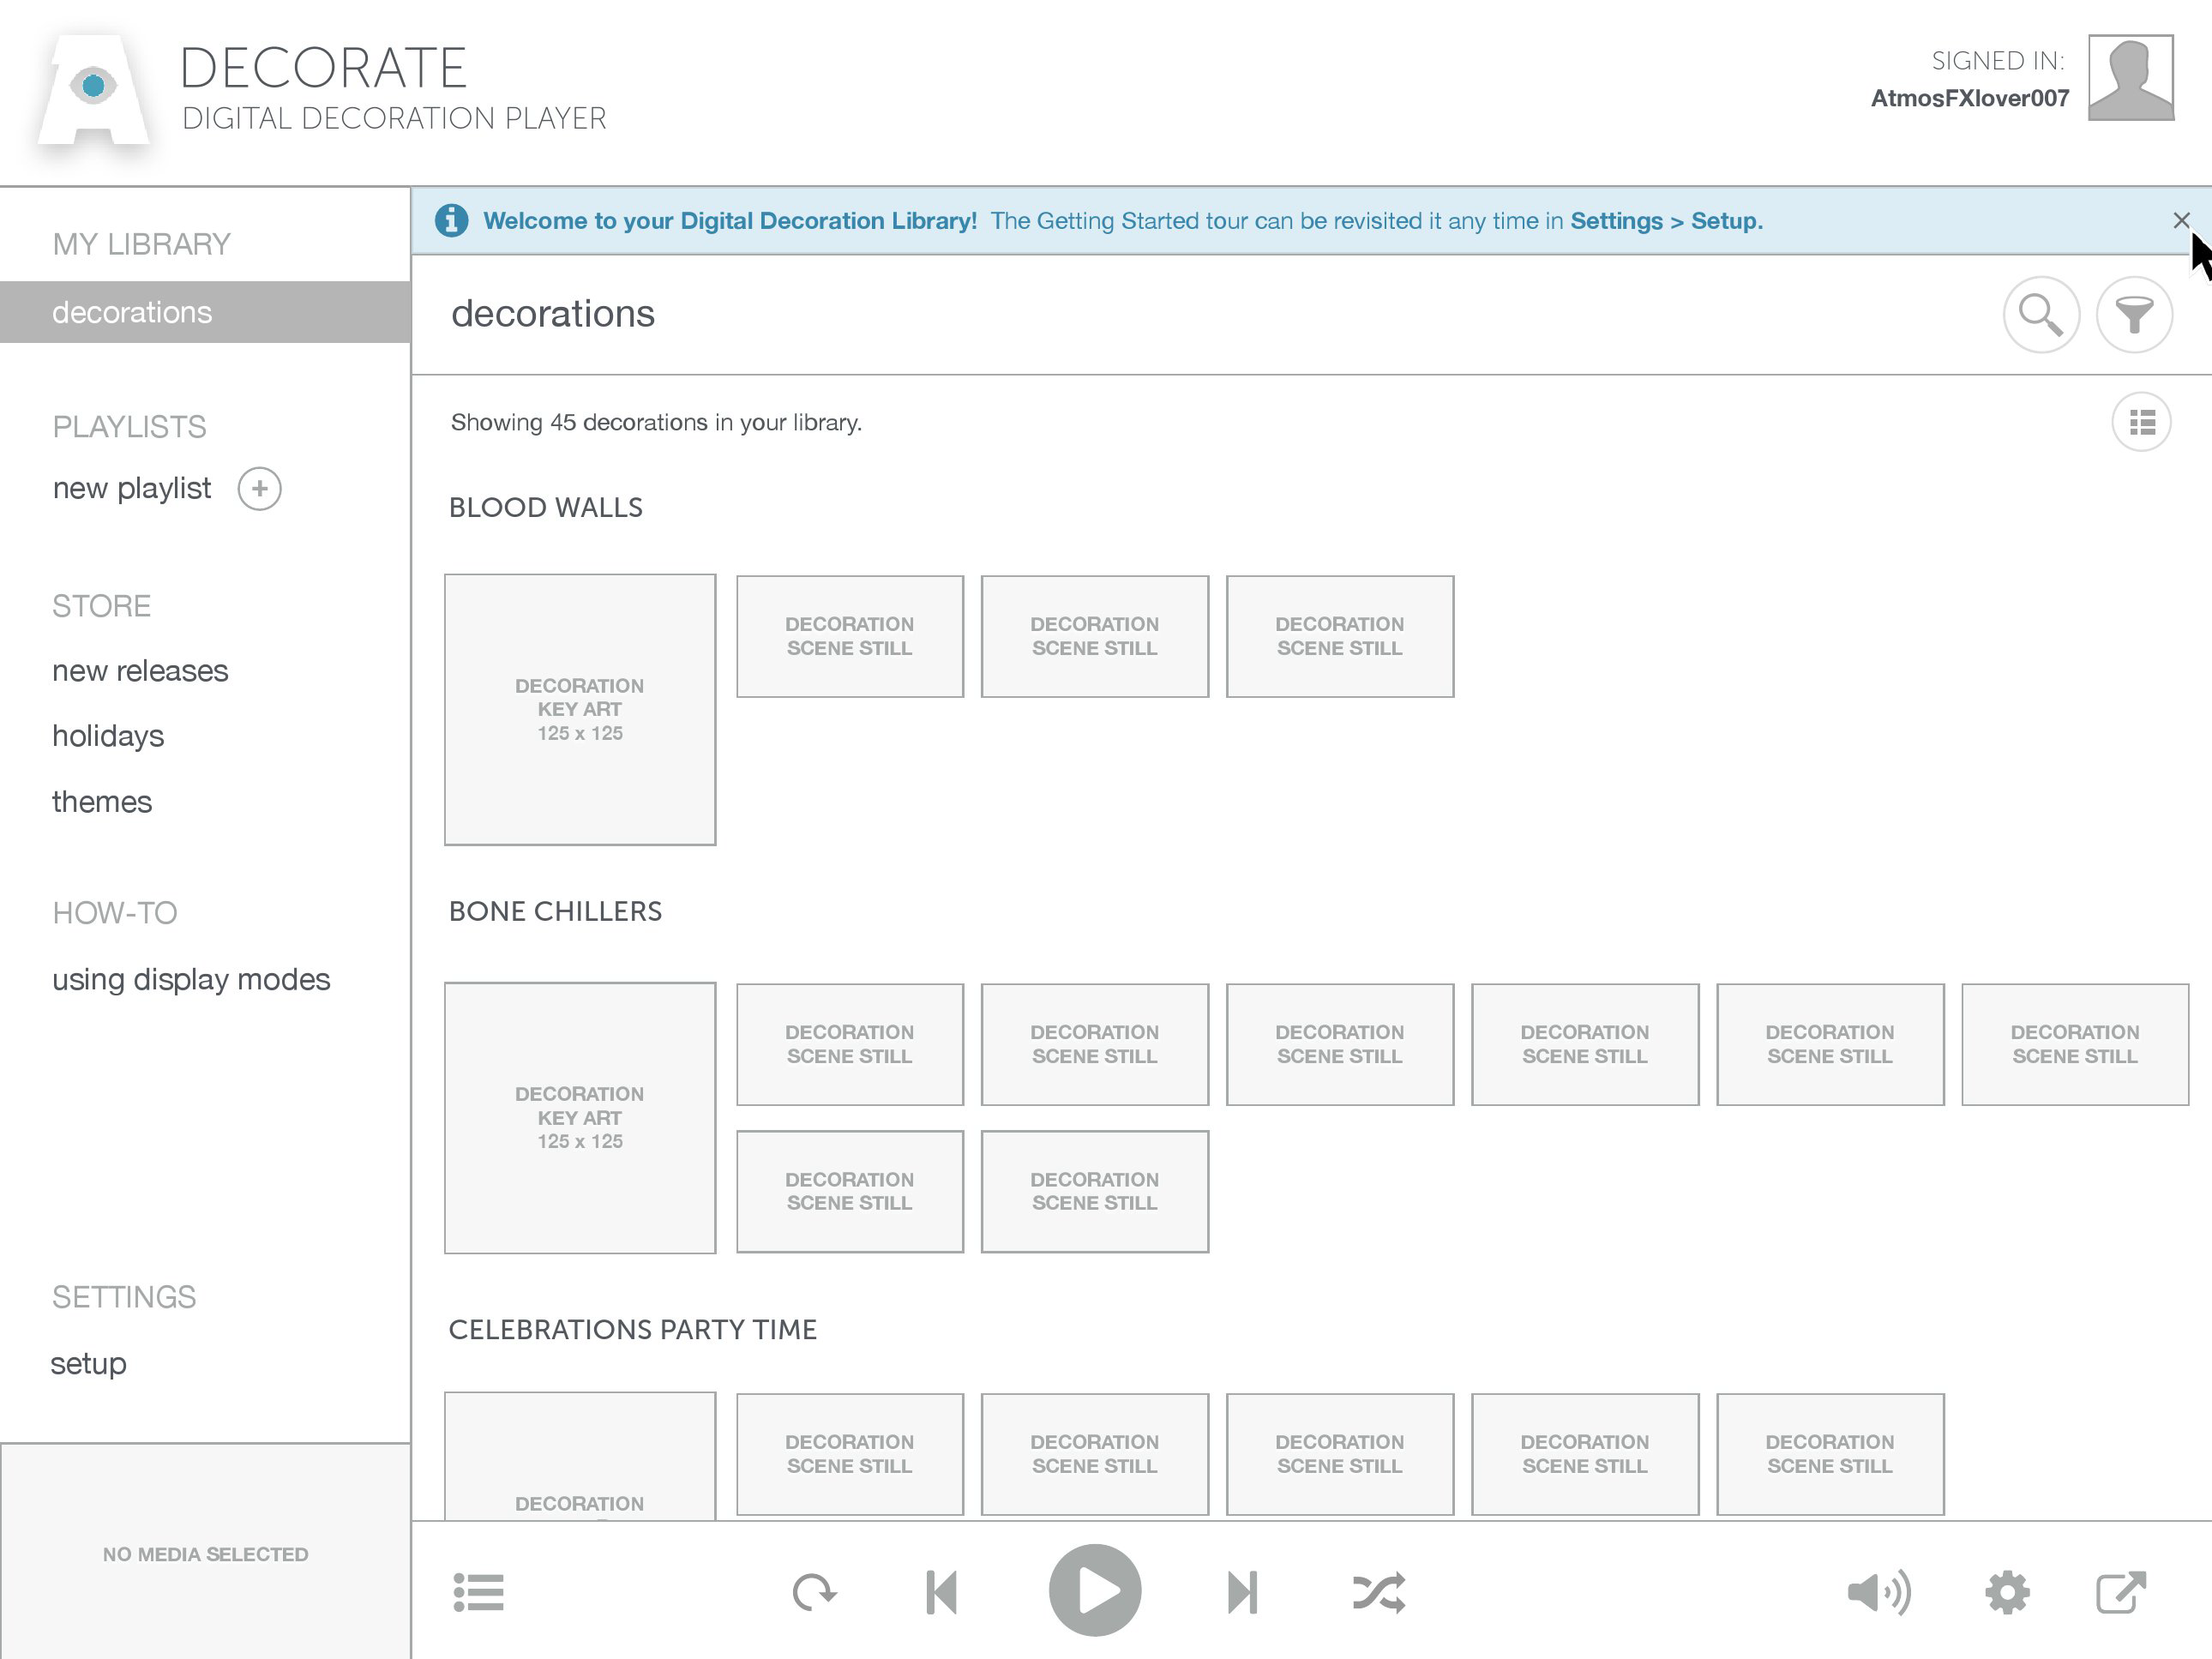 DECORATE
DIGITAL DECORATION PLAYER
SIGNED IN:
AtmosFXlover007
MY LIBRARY
decorations
PLAYLISTS
new playlist
STORE
new releases
holidays
themes
HOW-TO
using display modes
SETTINGS
setup
NO MEDIA SELECTED
Welcome to your Digital Decoration Library! The Getting Started tour can be revisited it any time in Settings > Setup.
decorations
Showing 45 decorations in your library.
BLOOD WALLS
DECORATION
KEY ART
125 x 125
DECORATION
SCENE STILL
DECORATION
SCENE STILL
DECORATION
SCENE STILL
BONE CHILLERS
DECORATION
KEY ART
125 x 125
DECORATION
SCENE STILL
DECORATION
SCENE STILL
DECORATION
SCENE STILL
DECORATION
SCENE STILL
DECORATION
SCENE STILL
DECORATION
SCENE STILL
DECORATION
SCENE STILL
DECORATION
SCENE STILL
CELEBRATIONS PARTY TIME
DECORATION
DECORATION
SCENE STILL
DECORATION
SCENE STILL
DECORATION
SCENE STILL
DECORATION
SCENE STILL
DECORATION
SCENE STILL